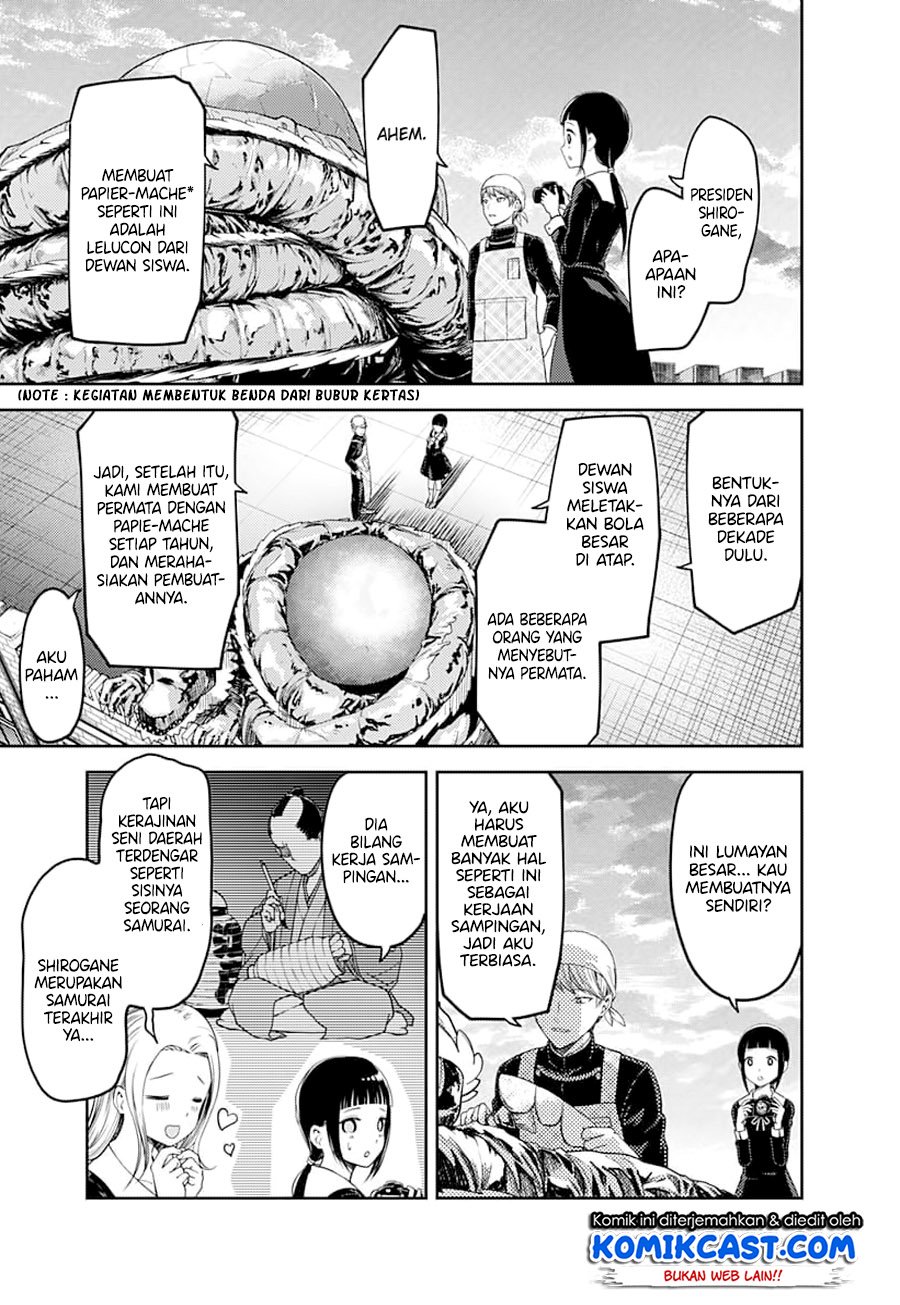 PRESIDEN
SHIRO-
GANE,
APA-
APAAN
INI?
AHEM.
MEMBUAT
PAPIER-MACHE*
SEPERTI INI
ADALAH
LELUCON DARI
DEWAN SISWA.
(NOTE : KEGIATAN MEMBENTUK BENDA DARI BUBUR KERTAS)
BENTUK-
NYA DARI
BEBERAPA
DEKADE
DULU.
DEWAN
SISWA
MELETAK-
KAN BOLA
BESAR
DI ATAP.
ADA BEBERAPA
ORANG YANG
MENYEBUT-
NYA PERMATA.
JADI, SETELAH ITU,
KAMI MEMBUAT
PERMATA DENGAN
PAPIE-MACHE
SETIAP TAHUN,
DAN MERAHA-
SIAKAN PEMBUAT-
ANNYA.
AKU
PAHAM
...
INI LUMAYAN
BESAR... KAU
MEMBUATNYA
SENDIRI?
YA, AKU
HARUS
MEMBUAT
BANYAK HAL
SEPERTI INI
SEBAGAI
KERJAAN
SAMPINGAN,
JADI AKU
TERBIASA.
DIA
BILANG
KERJA SAM-
PINGAN...
TAPI
KERAJINAN
SENI DAERAH
TERDENGAR
SEPERTI
SISINYA
SEORANG
SAMURAI.
SHIROGANE
MERUPAKAN
SAMURAI
TERAKHIR
YA...
Komik ini diterjemahkan & diedit oleh
KOMIKCAST.COM
BUKAN WEB LAIN!!